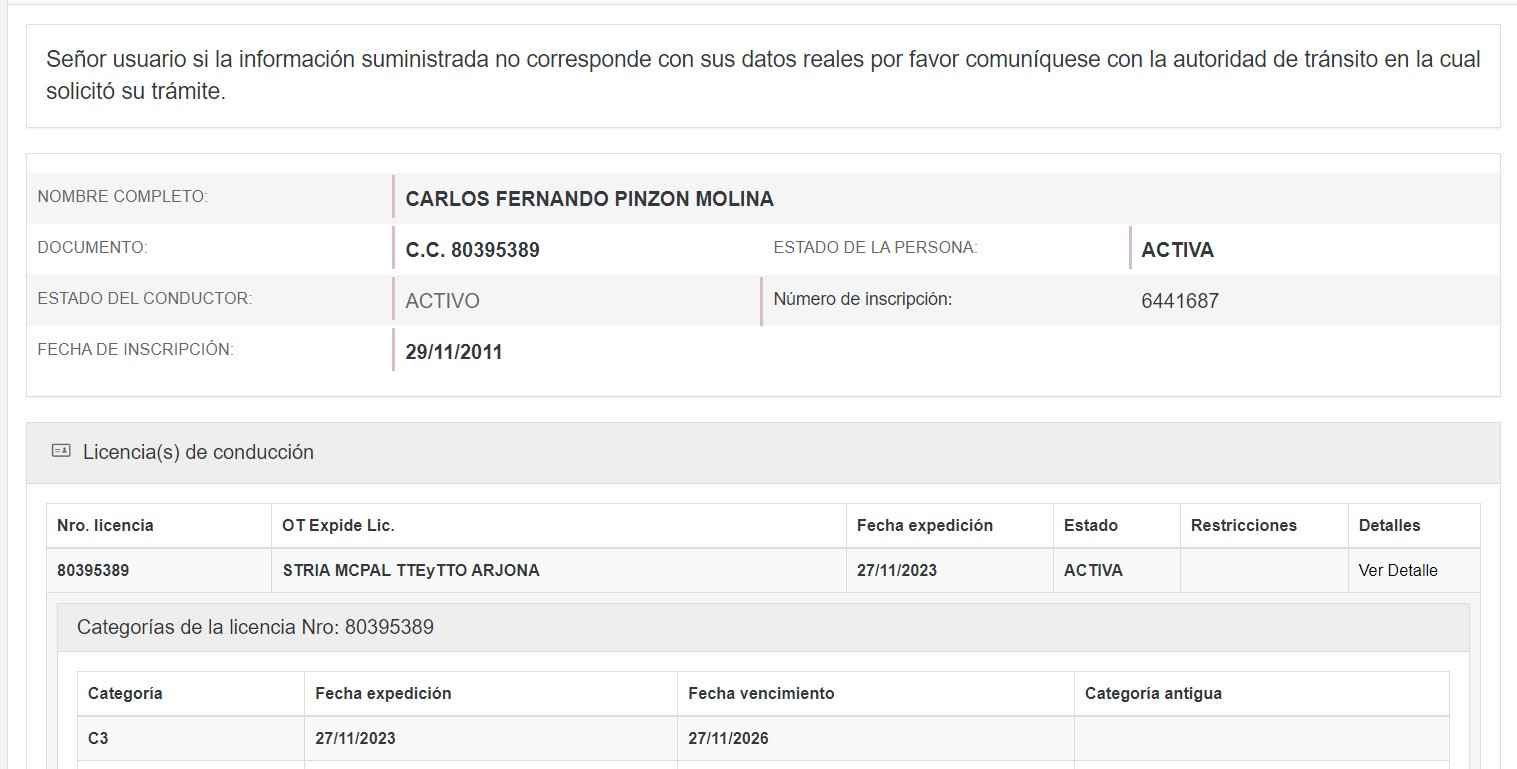 Señor usuario si la información suministrada no corresponde con sus datos reales por favor comuníquese con la autoridad de tránsito en la cual
solicitó su trámite.
NOMBRE COMPLETO: CARLOS FERNANDO PINZON MOLINA
DOCUMENTO: C.C. 80395389 ESTADO DE LA PERSONA: ACTIVA
ESTADO DEL CONDUCTOR: ACTIVO Número de inscripción: 6441687
FECHA DE INSCRIPCIÓN: 29/11/2011
Licencia(s) de conducción
Nro. licencia OT Expide Lic. Fecha expedición Estado Restricciones Detalles
80395389 STRIA MCPAL TTEyTTO ARJONA 27/11/2023 ACTIVA Ver Detalle
Categorías de la licencia Nro: 80395389
Categoría Fecha expedición Fecha vencimiento Categoría antigua
C3 27/11/2023 27/11/2026